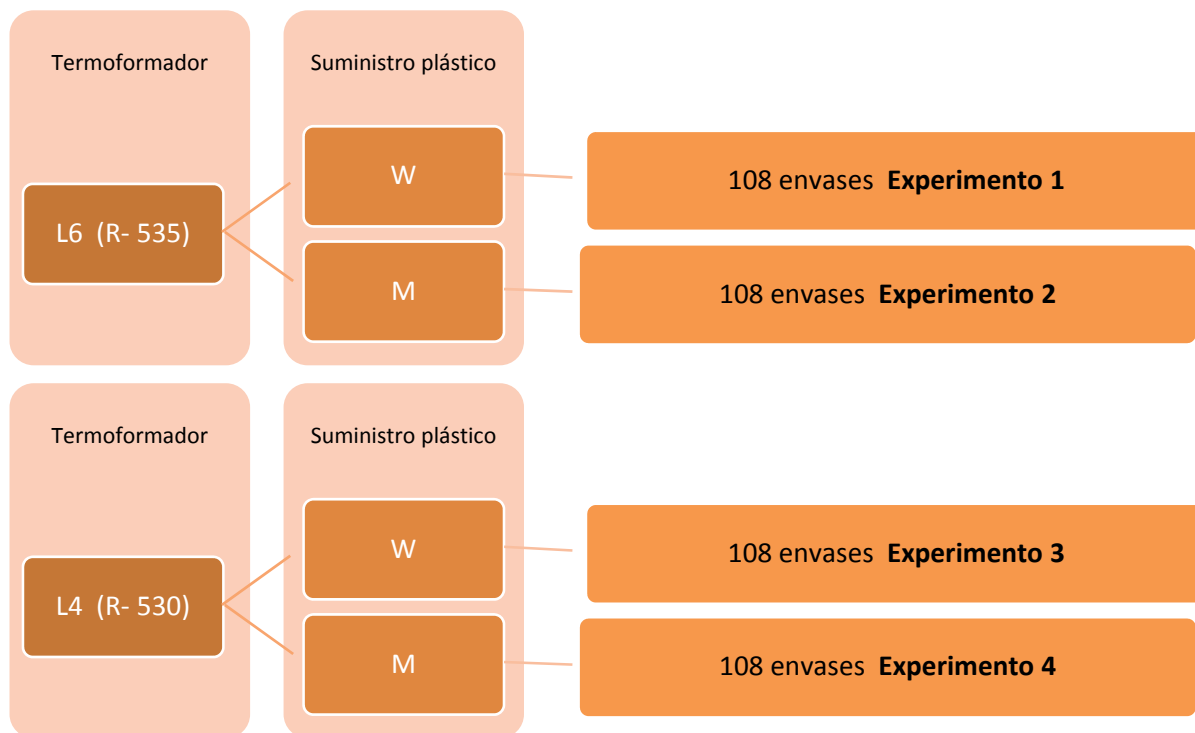 Termoformador
Suministro plástico
W
108 envases Experimento 1
L6 (R- 535)
M
108 envases Experimento 2
Termoformador
Suministro plástico
W
108 envases Experimento 3
L4 (R- 530)
M
108 envases Experimento 4